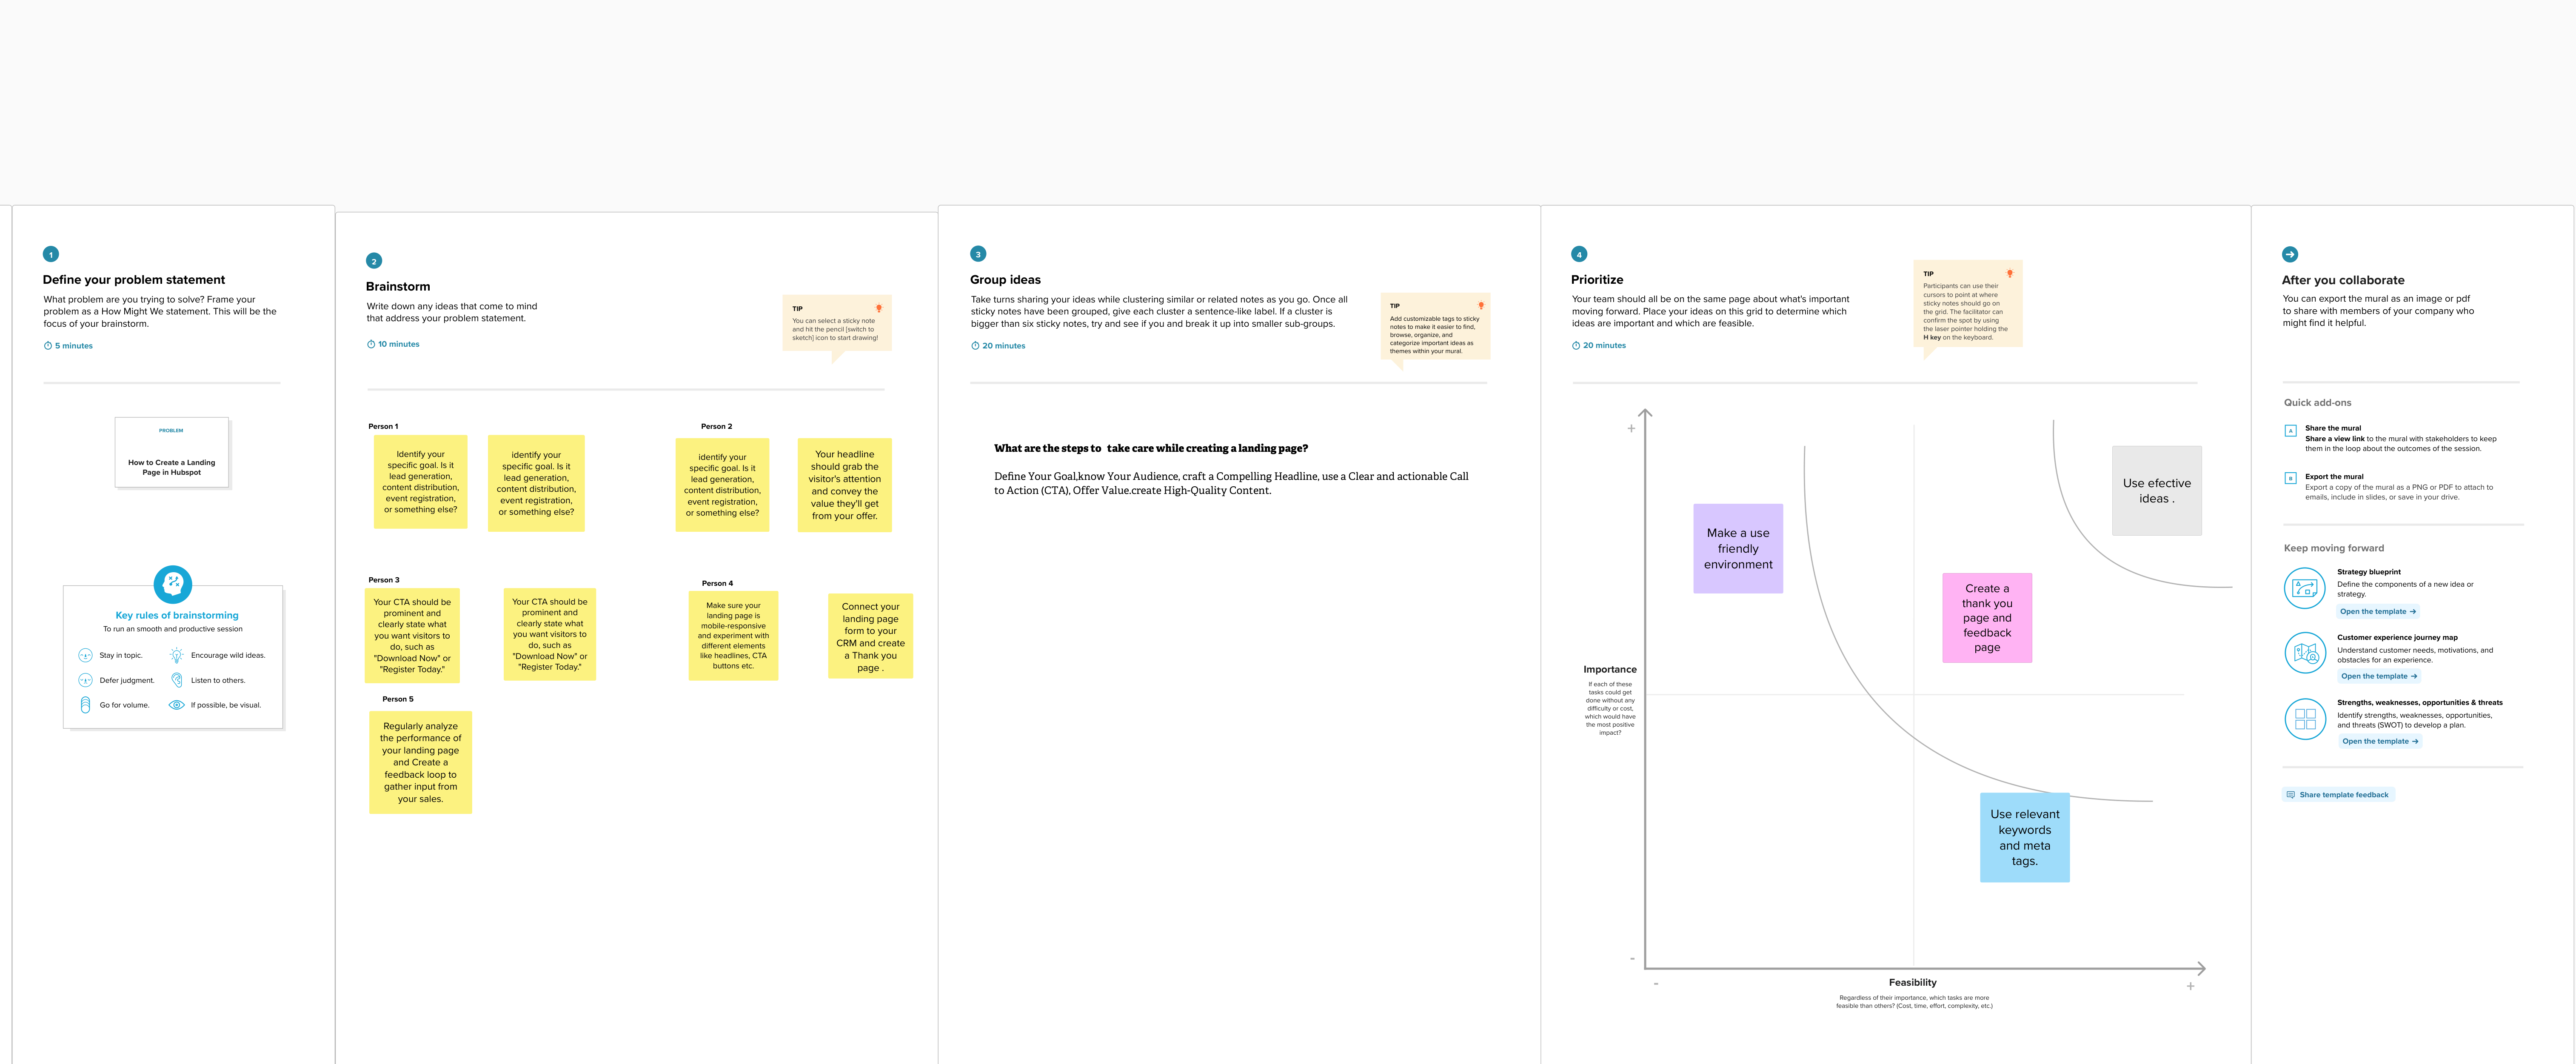 1
Define your problem statement
What problem are you trying to solve? Frame your
problem as a How Might We statement. This will be the
focus of your brainstorm.
5 minutes
PROBLEM
How to Create a Landing
Page in Hubspot
Key rules of brainstorming
To run an smooth and productive session
Stay in topic.
Encourage wild ideas.
Defer judgment.
Listen to others.
Go for volume.
If possible, be visual.
2
Brainstorm
Write down any ideas that come to mind
that address your problem statement.
10 minutes
TIP
You can select a sticky note
and hit the pencil [switch to
sketch] icon to start drawing!
Person 1
Identify your
specific goal. Is it
lead generation,
content distribution,
event registration,
or something else?
identify your
specific goal. Is it
lead generation,
content distribution,
event registration,
or something else?
Person 2
identify your
specific goal. Is it
lead generation,
content distribution,
event registration,
or something else?
Your headline
should grab the
visitor's attention
and convey the
value they'll get
from your offer.
Person 3
Your CTA should be
prominent and
clearly state what
you want visitors to
do, such as
"Download Now" or
"Register Today."
Your CTA should be
prominent and
clearly state what
you want visitors to
do, such as
"Download Now" or
"Register Today."
Person 4
Make sure your
landing page is
mobile-responsive
and experiment with
different elements
like headlines, CTA
buttons etc.
Connect your
landing page
form to your
CRM and create
a Thank you
page .
Person 5
Regularly analyze
the performance of
your landing page
and Create a
feedback loop to
gather input from
your sales.
3
Group ideas
Take turns sharing your ideas while clustering similar or related notes as you go. Once all
sticky notes have been grouped, give each cluster a sentence-like label. If a cluster is
bigger than six sticky notes, try and see if you and break it up into smaller sub-groups.
20 minutes
TIP
Add customizable tags to sticky
notes to make it easier to find,
browse, organize, and
categorize important ideas as
themes within your mural.
What are the steps to take care while creating a landing page?
Define Your Goal,know Your Audience, craft a Compelling Headline, use a Clear and actionable Call
to Action (CTA), Offer Value.create High-Quality Content.
4
Prioritize
Your team should all be on the same page about what's important
moving forward. Place your ideas on this grid to determine which
ideas are important and which are feasible.
20 minutes
TIP
Participants can use their
cursors to point at where
sticky notes should go on
the grid. The facilitator can
confirm the spot by using
the laser pointer holding the
H key on the keyboard.
+
Use efective
ideas .
Make a use
friendly
environment
Create a
thank you
page and
feedback
page
Importance
If each of these
tasks could get
done without any
difficulty or cost,
which would have
the most positive
impact?
Use relevant
keywords
and meta
tags.
-
-
Feasibility
+
Regardless of their importance, which tasks are more
feasible than others? (Cost, time, effort, complexity, etc.)
After you collaborate
You can export the mural as an image or pdf
to share with members of your company who
might find it helpful.
Quick add-ons
A
Share the mural
Share a view link to the mural with stakeholders to keep
them in the loop about the outcomes of the session.
B
Export the mural
Export a copy of the mural as a PNG or PDF to attach to
emails, include in slides, or save in your drive.
Keep moving forward
Strategy blueprint
Define the components of a new idea or
strategy.
Open the template →
Customer experience journey map
Understand customer needs, motivations, and
obstacles for an experience.
Open the template →
Strengths, weaknesses, opportunities & threats
Identify strengths, weaknesses, opportunities,
and threats (SWOT) to develop a plan.
Open the template →
Share template feedback